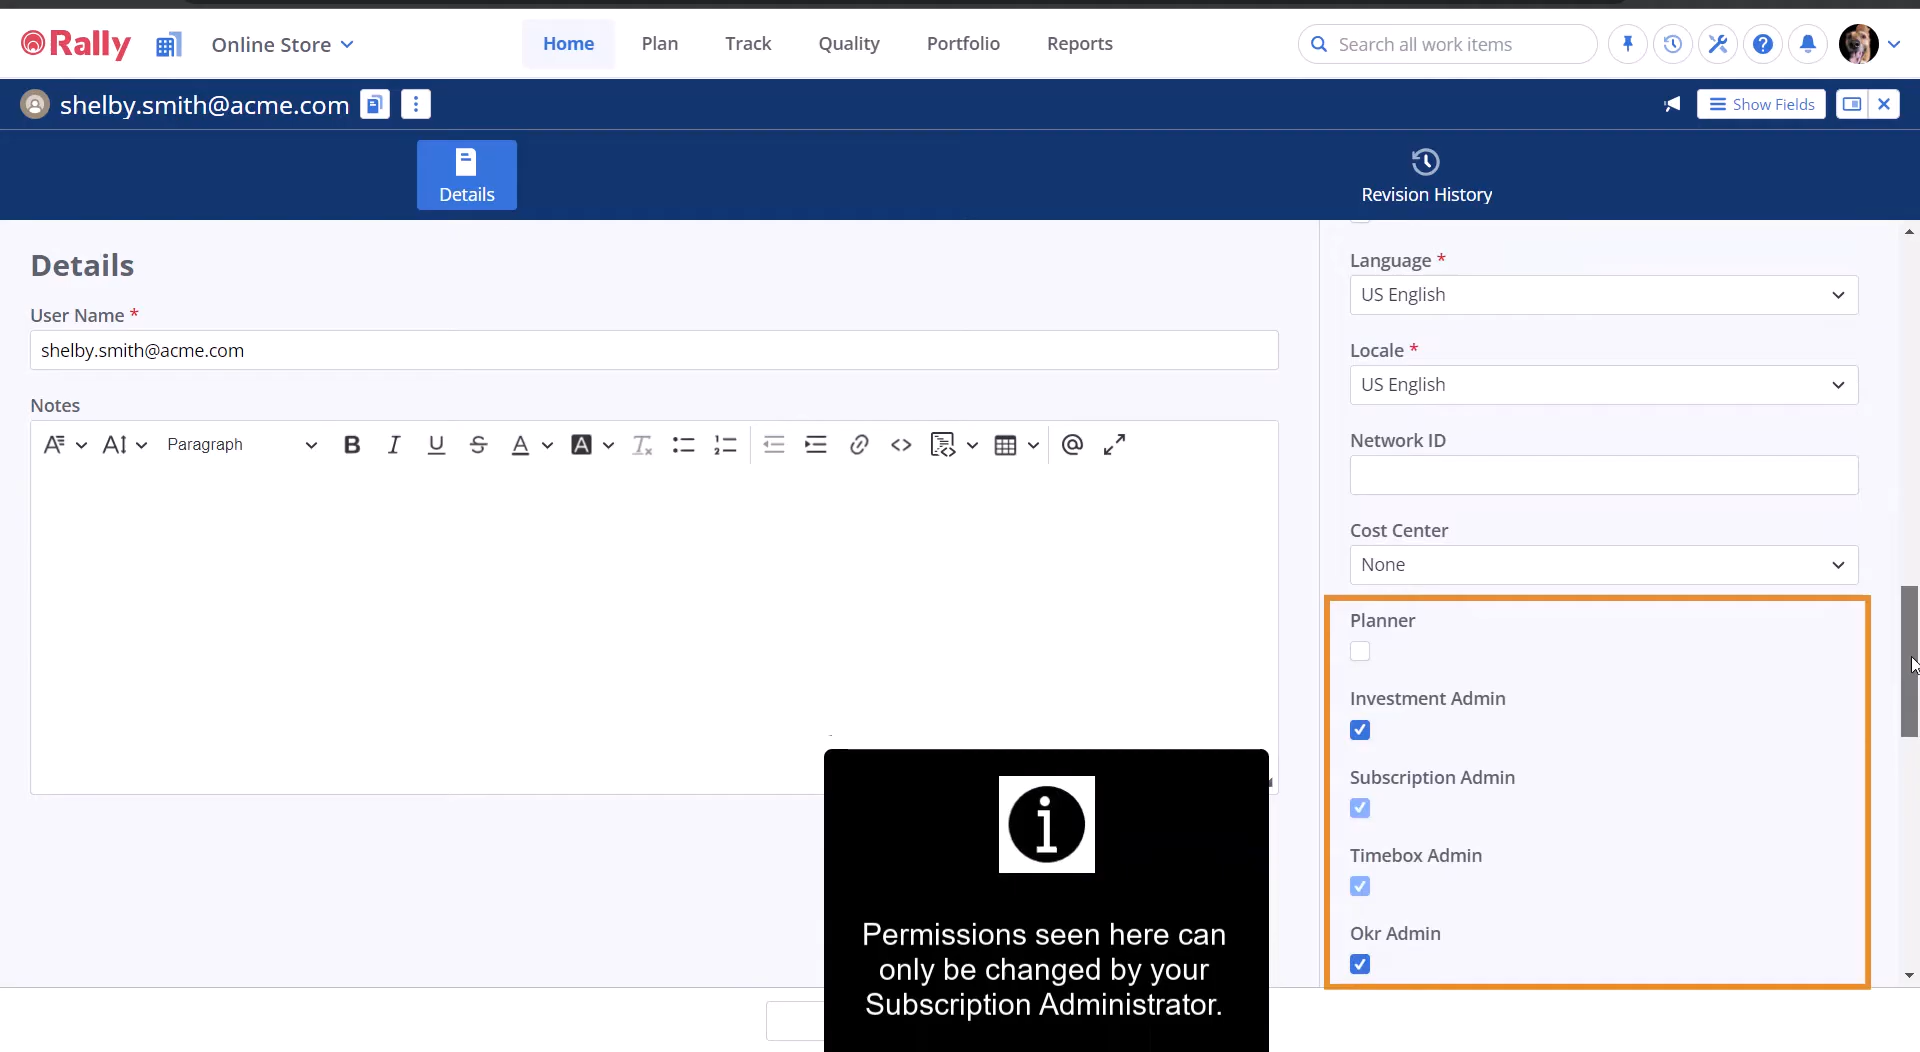 Rally
Online Store
Home
Plan
Track
Quality
Portfolio
Reports
Search all work items
shelby.smith@acme.com
Show Fields
Details
Revision History
Details
User Name *
shelby.smith@acme.com
Notes
Paragraph
Language *
US English
Locale *
US English
Network ID
Cost Center
None
Planner
Investment Admin
Subscription Admin
Timebox Admin
Okr Admin
Permissions seen here can
only be changed by your
Subscription Administrator.